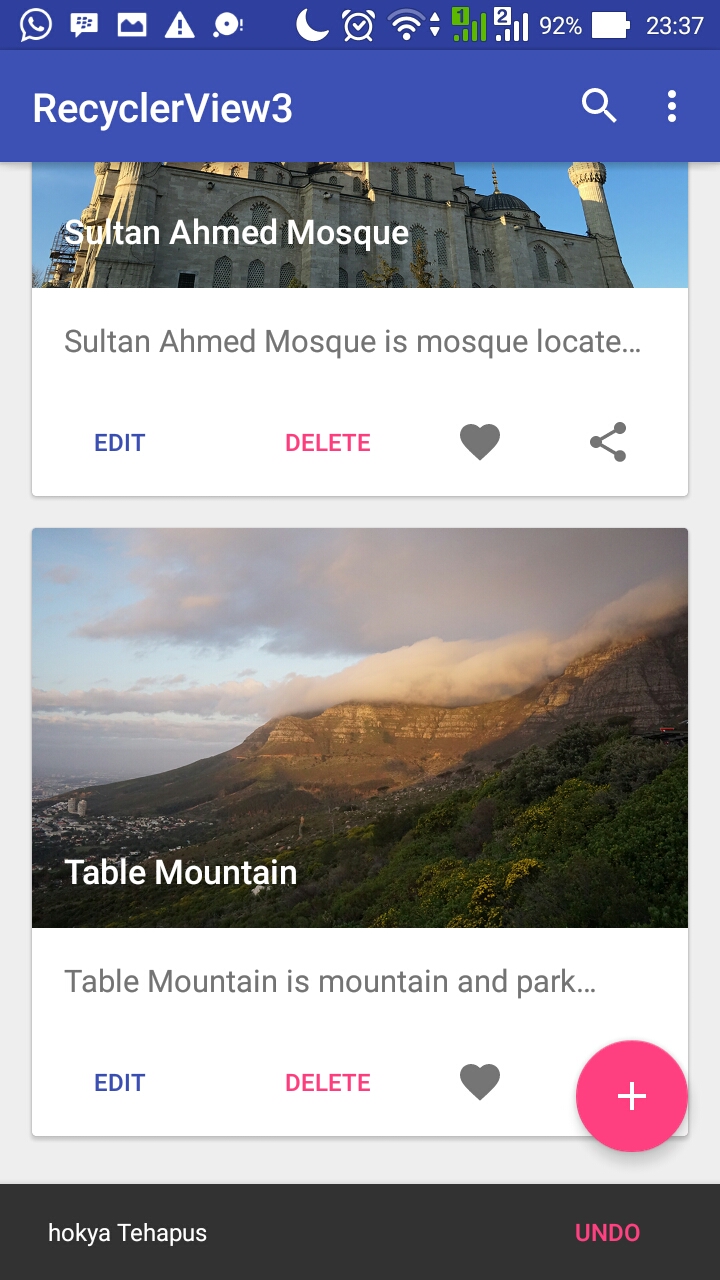 1 2 92% 23:37
RecyclerView3
Sultan Ahmed Mosque
Sultan Ahmed Mosque is mosque locate...
EDIT DELETE
Table Mountain
Table Mountain is mountain and park...
EDIT DELETE
hokya Tehapus UNDO